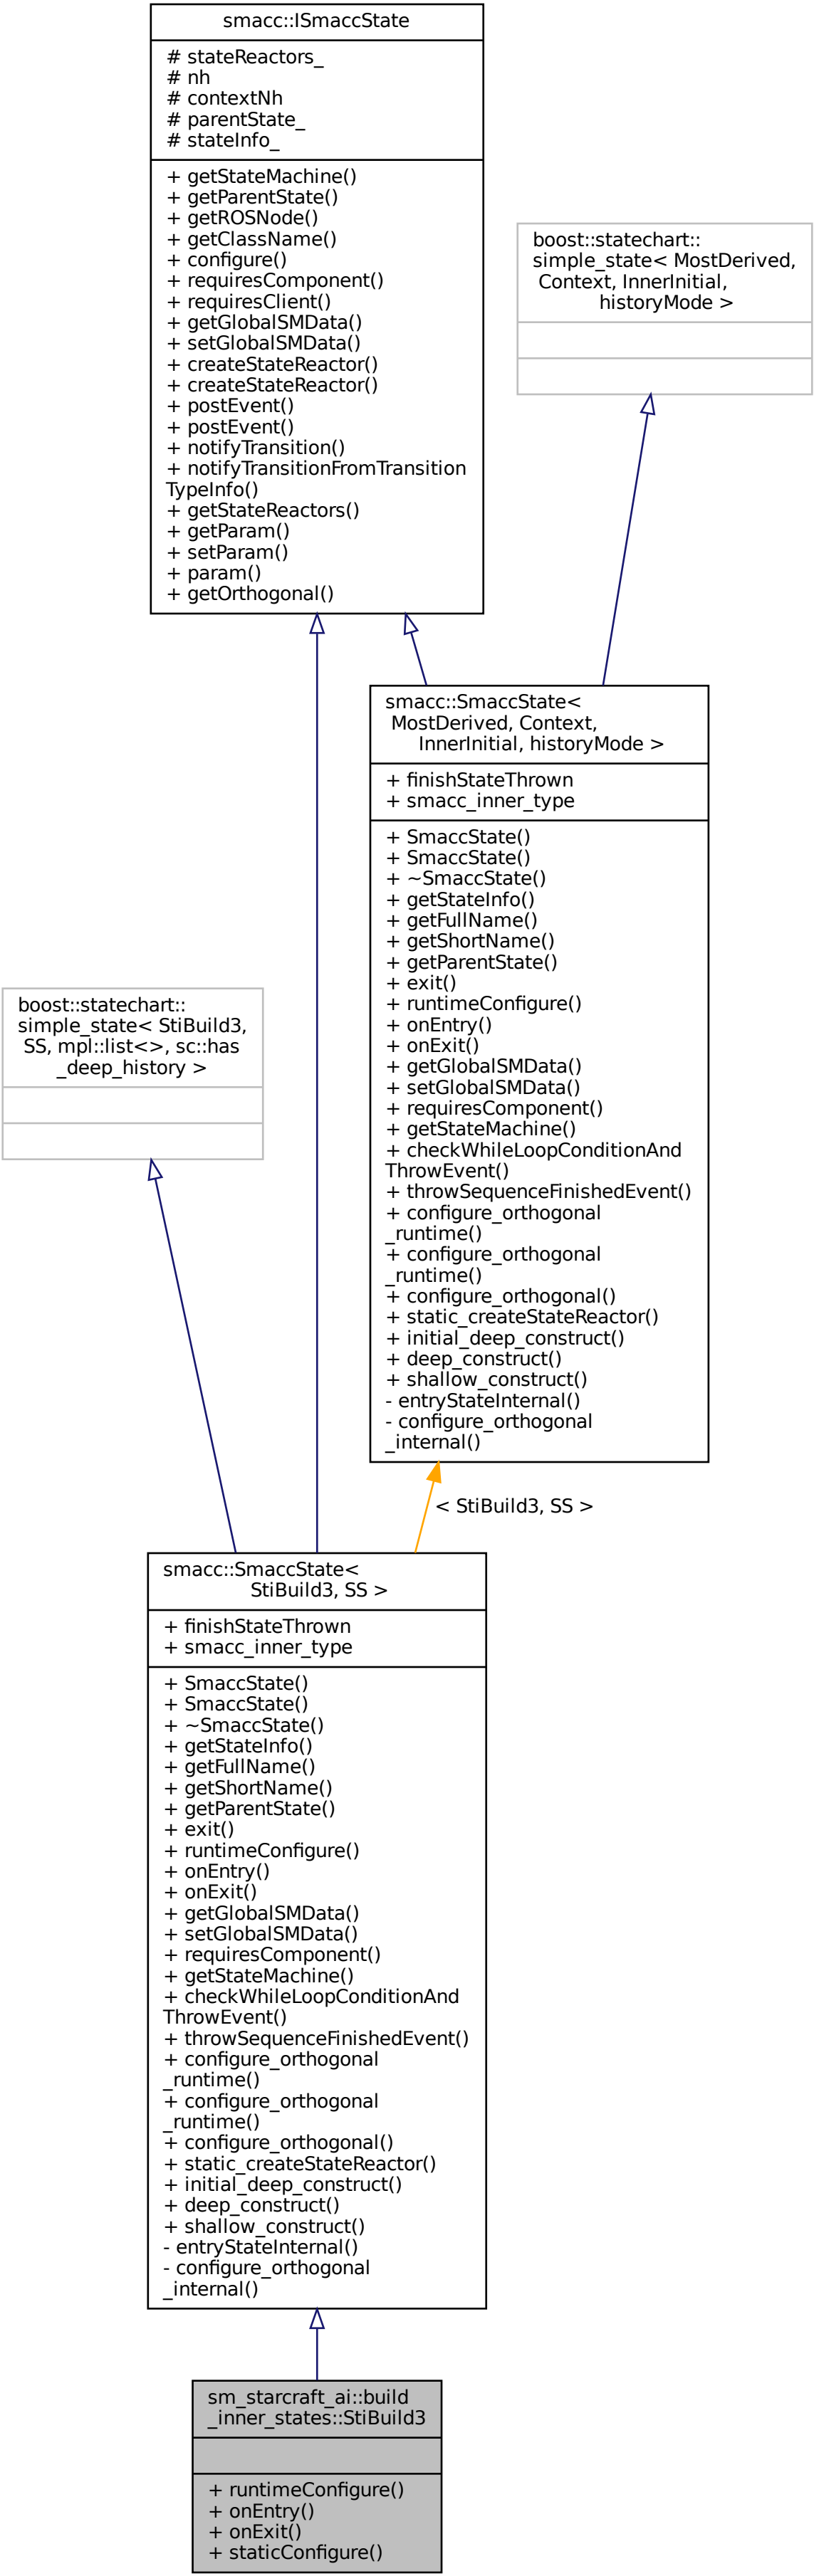 smacc::ISmaccState
# stateReactors_
# nh
# contextNh
# parentState_
# stateInfo_
+ getStateMachine()
+ getParentState()
+ getROSNode()
+ getClassName()
+ configure()
+ requiresComponent()
+ requiresClient()
+ getGlobalSMData()
+ setGlobalSMData()
+ createStateReactor()
+ createStateReactor()
+ postEvent()
+ postEvent()
+ notifyTransition()
+ notifyTransitionFromTransition
TypeInfo()
+ getStateReactors()
+ getParam()
+ setParam()
+ param()
+ getOrthogonal()
boost::statechart::
simple_state< MostDerived,
Context, InnerInitial,
historyMode >
smacc::SmaccState<
MostDerived, Context,
InnerInitial, historyMode >
+ finishStateThrown
+ smacc_inner_type
+ SmaccState()
+ SmaccState()
+ ~SmaccState()
+ getStateInfo()
+ getFullName()
+ getShortName()
+ getParentState()
+ exit()
+ runtimeConfigure()
+ onEntry()
+ onExit()
+ getGlobalSMData()
+ setGlobalSMData()
+ requiresComponent()
+ getStateMachine()
+ checkWhileLoopConditionAnd
ThrowEvent()
+ throwSequenceFinishedEvent()
+ configure_orthogonal
_runtime()
+ configure_orthogonal
_runtime()
+ configure_orthogonal()
+ static_createStateReactor()
+ initial_deep_construct()
+ deep_construct()
+ shallow_construct()
- entryStateInternal()
- configure_orthogonal
_internal()
boost::statechart::
simple_state< StiBuild3,
SS, mpl::list<>, sc::has
_deep_history >
< StiBuild3, SS >
smacc::SmaccState<
StiBuild3, SS >
+ finishStateThrown
+ smacc_inner_type
+ SmaccState()
+ SmaccState()
+ ~SmaccState()
+ getStateInfo()
+ getFullName()
+ getShortName()
+ getParentState()
+ exit()
+ runtimeConfigure()
+ onEntry()
+ onExit()
+ getGlobalSMData()
+ setGlobalSMData()
+ requiresComponent()
+ getStateMachine()
+ checkWhileLoopConditionAnd
ThrowEvent()
+ throwSequenceFinishedEvent()
+ configure_orthogonal
_runtime()
+ configure_orthogonal
_runtime()
+ configure_orthogonal()
+ static_createStateReactor()
+ initial_deep_construct()
+ deep_construct()
+ shallow_construct()
- entryStateInternal()
- configure_orthogonal
_internal()
sm_starcraft_ai::build
_inner_states::StiBuild3
+ runtimeConfigure()
+ onEntry()
+ onExit()
+ staticConfigure()